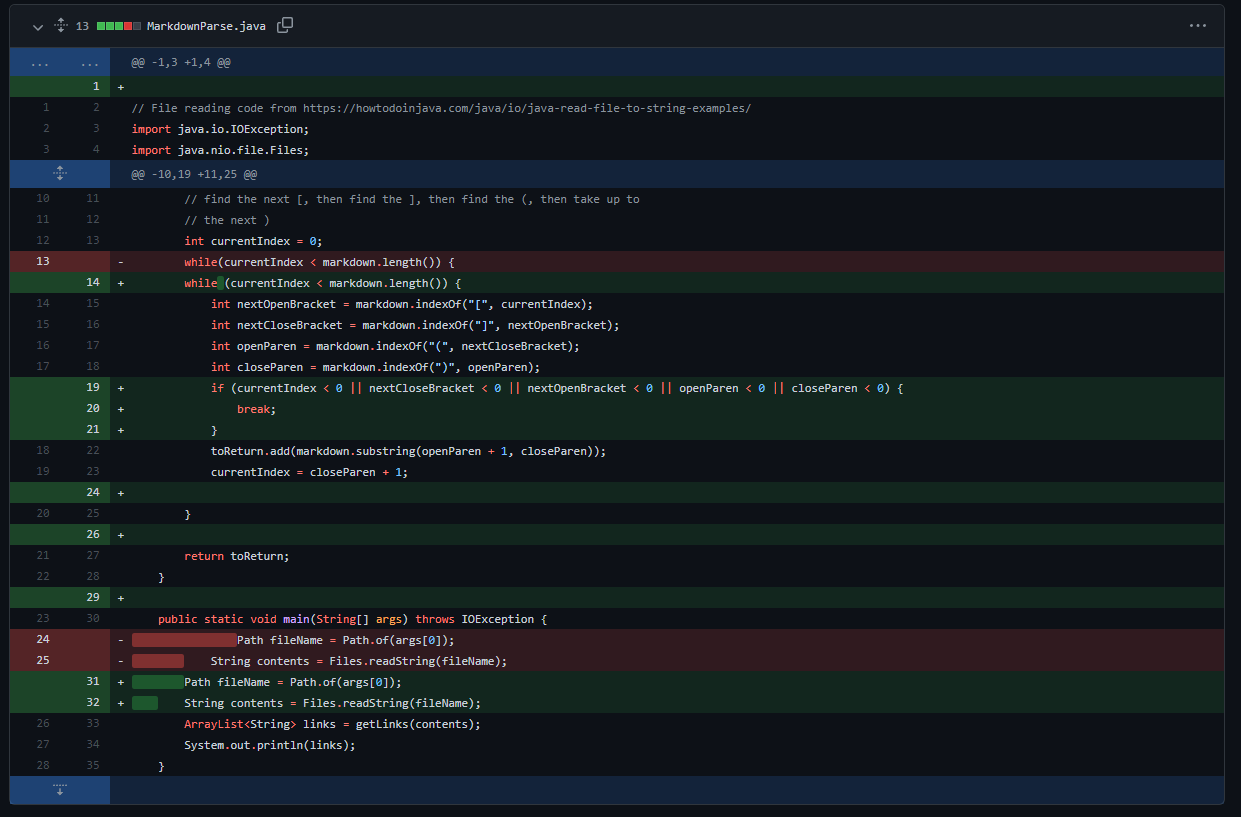 13 MarkdownParse.java ...
... ... @@ -1,3 +1,4 @@
1 +
1 2 // File reading code from https://howtodoinjava.com/java/io/java-read-file-to-string-examples/
2 3 import java.io.IOException;
3 4 import java.nio.file.Files;
@@ -10,19 +11,25 @@
10 11 // find the next [, then find the ], then find the (, then take up to
11 12 // the next )
12 13 int currentIndex = 0;
13 - while(currentIndex < markdown.length()) {
14 + while (currentIndex < markdown.length()) {
14 15 int nextOpenBracket = markdown.indexOf("[", currentIndex);
15 16 int nextCloseBracket = markdown.indexOf("]", nextOpenBracket);
16 17 int openParen = markdown.indexOf("(", nextCloseBracket);
17 18 int closeParen = markdown.indexOf(")", openParen);
19 + if (currentIndex < 0 || nextCloseBracket < 0 || nextOpenBracket < 0 || openParen < 0 || closeParen < 0) {
20 + break;
21 + }
18 22 toReturn.add(markdown.substring(openParen + 1, closeParen));
19 23 currentIndex = closeParen + 1;
24 +
20 25 }
26 +
21 27 return toReturn;
22 28 }
29 +
23 30 public static void main(String[] args) throws IOException {
24 - Path fileName = Path.of(args[0]);
25 - String contents = Files.readString(fileName);
31 + Path fileName = Path.of(args[0]);
32 + String contents = Files.readString(fileName);
26 33 ArrayList<String> links = getLinks(contents);
27 34 System.out.println(links);
28 35 }